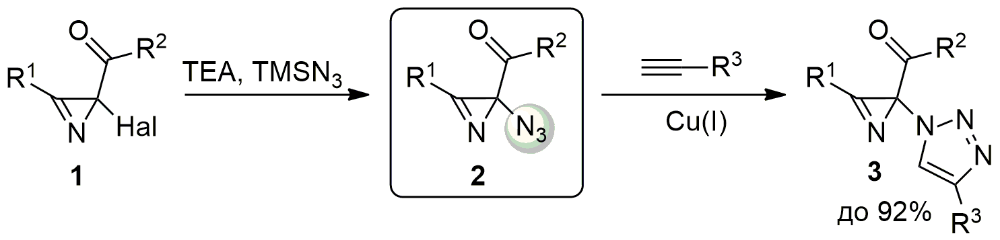 O
R²
R¹
N
Hal
1
TEA, TMSN₃
O
R²
R¹
N
N₃
2
≡R³
Cu(I)
O
R²
R¹
N
N
N
N
3
R³
до 92%